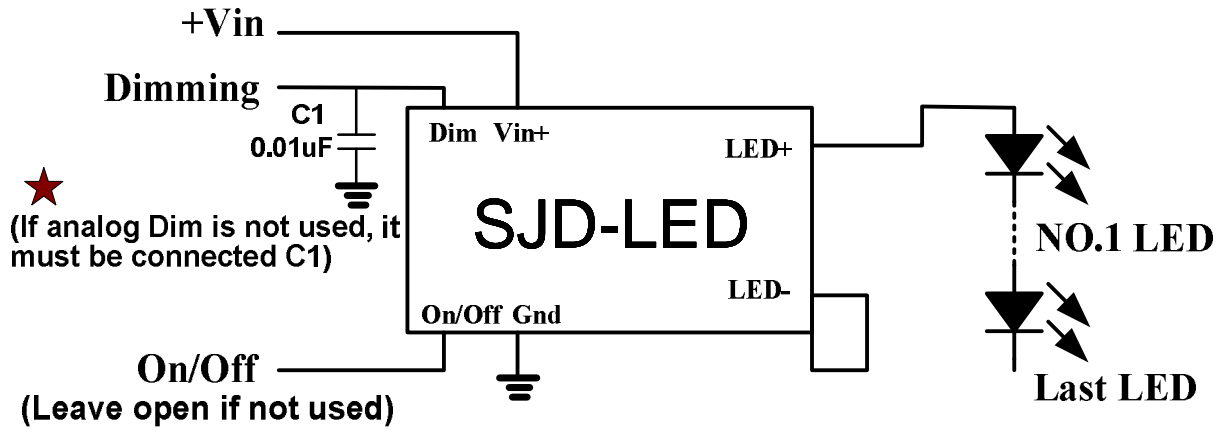 +Vin
Dimming
C1
0.01uF
Dim Vin+
LED+
(If analog Dim is not used, it
must be connected C1)
SJD-LED
NO.1 LED
LED-
On/Off Gnd
On/Off
(Leave open if not used)
Last LED